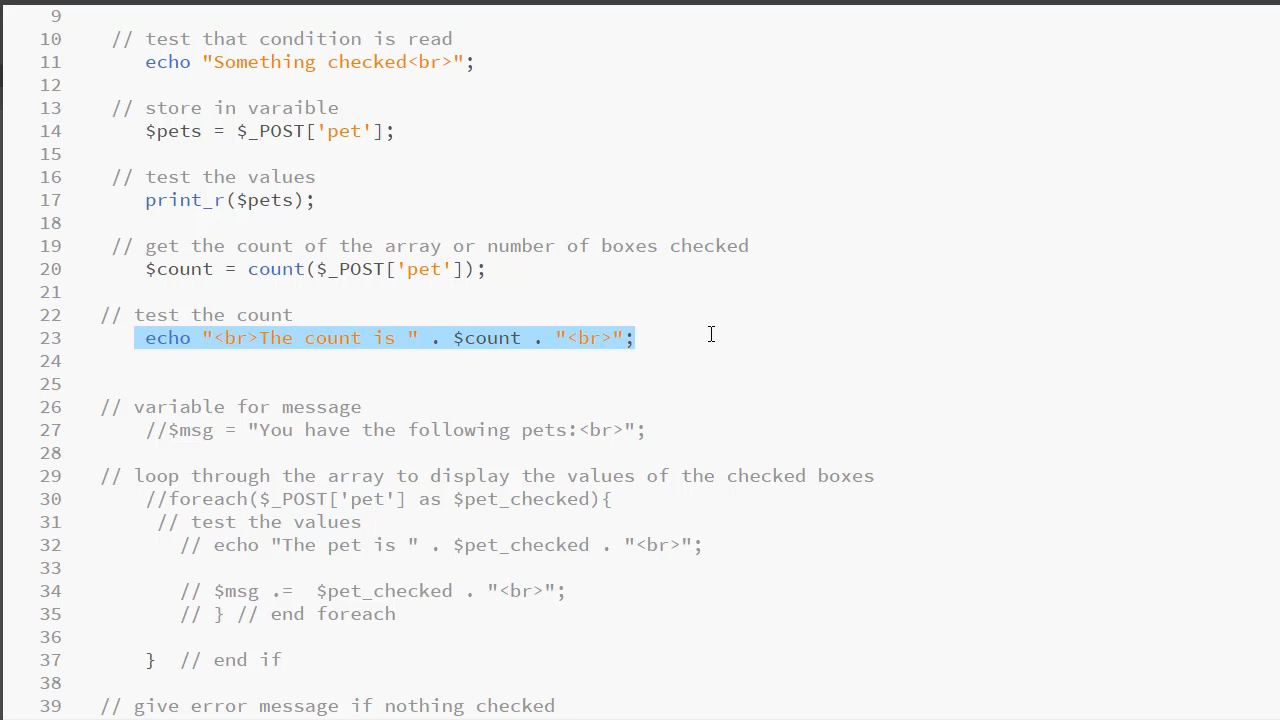 9
10 // test that condition is read
11 echo "Something checked<br>";
12
13 // store in varaible
14 $pets = $_POST['pet'];
15
16 // test the values
17 print_r($pets);
18
19 // get the count of the array or number of boxes checked
20 $count = count($_POST['pet']);
21
22 // test the count
23 echo "<br>The count is " . $count . "<br>";
24
25
26 // variable for message
27 //$msg = "You have the following pets:<br>";
28
29 // loop through the array to display the values of the checked boxes
30 //foreach($_POST['pet'] as $pet_checked){
31 // test the values
32 // echo "The pet is " . $pet_checked . "<br>";
33
34 // $msg .=  $pet_checked . "<br>";
35 // } // end foreach
36
37 }  // end if
38
39 // give error message if nothing checked